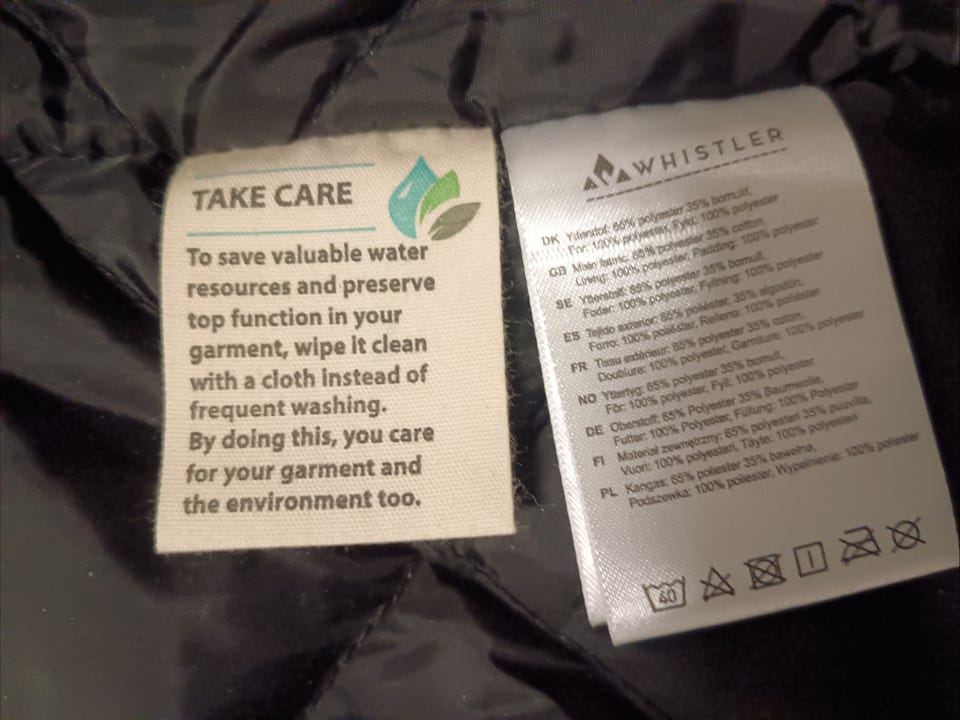 TAKE CARE
To save valuable water
resources and preserve
top function in your
garment, wipe it clean
with a cloth instead of
frequent washing.
By doing this, you care
for your garment and
the environment too.
WHISTLER
DK Yderstof: 65% polyester 35% bomuld,
For: 100% polyester, Fyld: 100% polyester
GB Main fabric: 65% polyester 35% cotton,
Lining: 100% polyester, Padding: 100% polyester
SE Ytterstoff: 65% polyester 35% bomull,
Foder: 100% polyester, Fyllning: 100% polyester
ES Tejido exterior: 65% poliéster, 35% algodón,
Forro: 100% poliéster, Relleno: 100% poliéster
FR Tissu extérieur: 65% polyester 35% coton,
Doublure: 100% polyester, Garniture: 100% polyester
NO Yttertyg: 65% polyester 35% bomull,
Fôr: 100% polyester, Fyll: 100% polyester
DE Oberstoff: 65% Polyester 35% Baumwolle,
Futter: 100% Polyester, Füllung: 100% Polyester
FI Materiał zewnętrzny: 65% polyesteri 35% puuvilla,
Vuori: 100% polyesteri, Täyte: 100% polyesteri
PL Kangas: 65% poliester 35% bawełna,
Podszewka: 100% poliester, Wypełnienie: 100% poliester
40